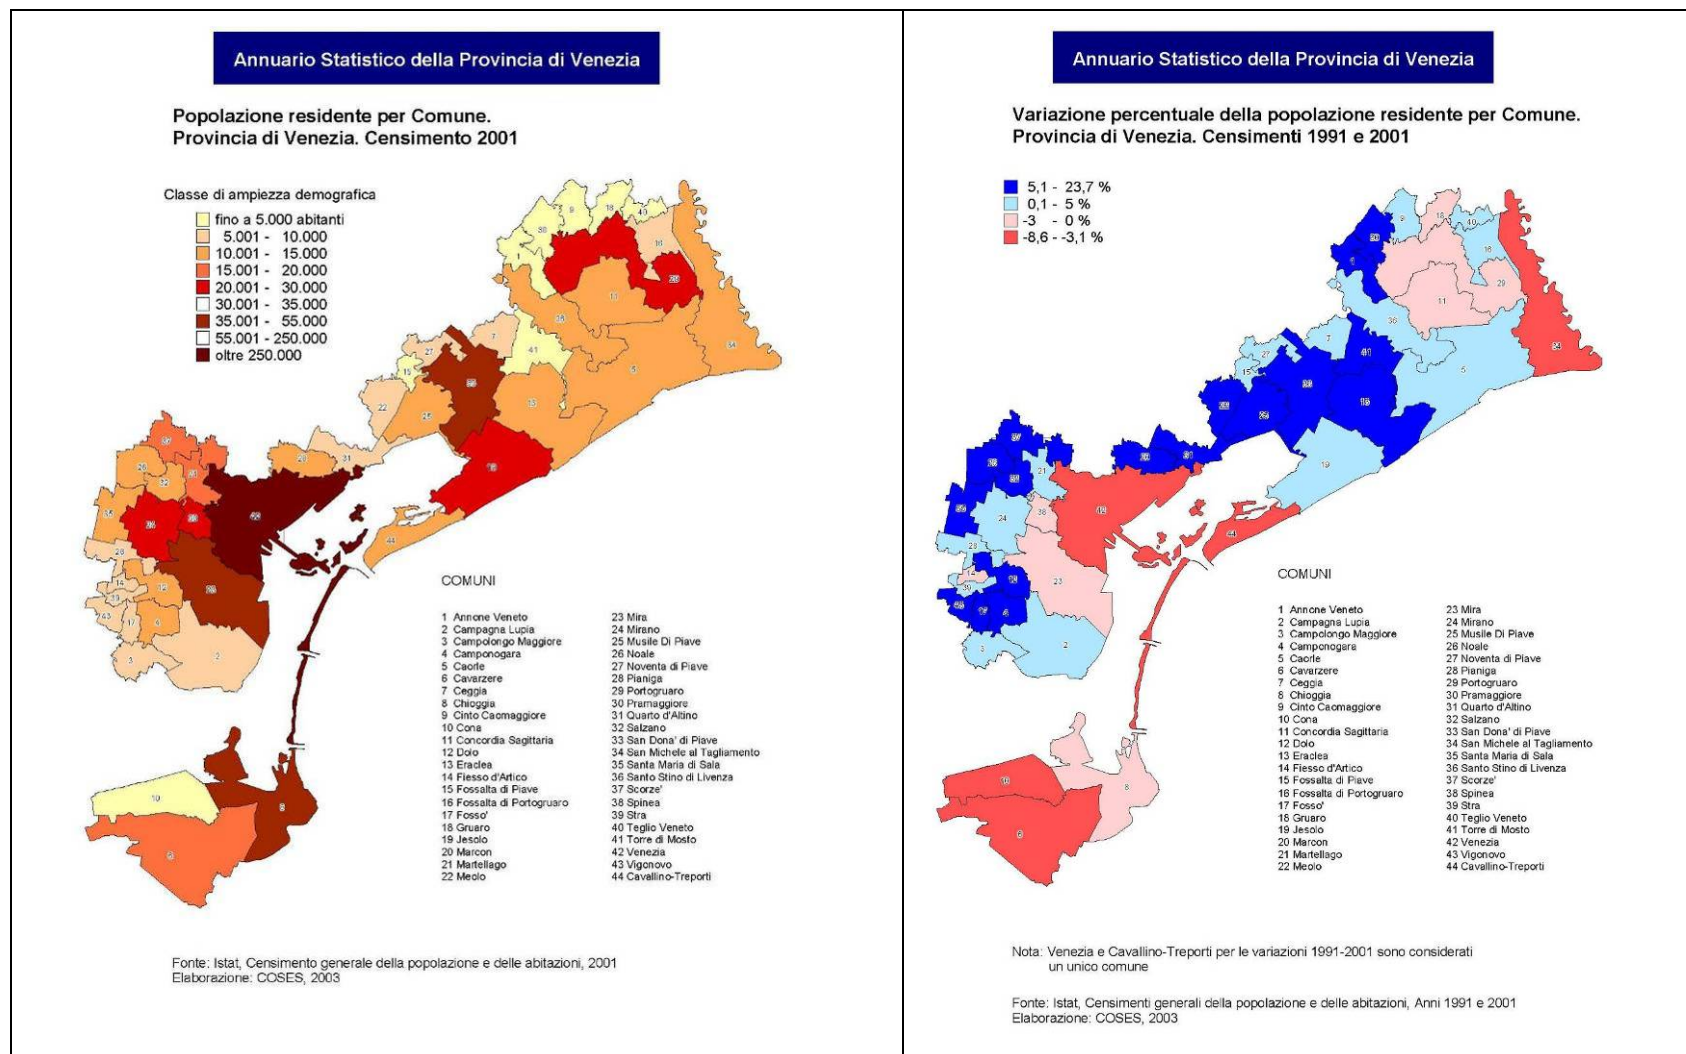 Annuario Statistico della Provincia di Venezia
Popolazione residente per Comune.
Provincia di Venezia. Censimento 2001
Classe di ampiezza demografica
fino a 5.000 abitanti
5.001 - 10.000
10.001 - 15.000
15.001 - 20.000
20.001 - 30.000
30.001 - 35.000
35.001 - 55.000
55.001 - 250.000
oltre 250.000
COMUNI
1 Annone Veneto
2 Campagna Lupia
3 Campolongo Maggiore
4 Camponogara
5 Caorle
6 Cavarzere
7 Ceggia
8 Chioggia
9 Cinto Caomaggiore
10 Cona
11 Concordia Sagittaria
12 Dolo
13 Eraclea
14 Fiesso d'Artico
15 Fossalta di Piave
16 Fossalta di Portogruaro
17 Fosso'
18 Gruaro
19 Jesolo
20 Marcon
21 Martellago
22 Meolo
23 Mira
24 Mirano
25 Musile Di Piave
26 Noale
27 Noventa di Piave
28 Pianiga
29 Portogruaro
30 Pramaggiore
31 Quarto d'Altino
32 Salzano
33 San Dona' di Piave
34 San Michele al Tagliamento
35 Santa Maria di Sala
36 Santo Stino di Livenza
37 Scorze'
38 Spinea
39 Stra
40 Teglio Veneto
41 Torre di Mosto
42 Venezia
43 Vigonovo
44 Cavallino-Treporti
Fonte: Istat, Censimento generale della popolazione e delle abitazioni, 2001
Elaborazione: COSES, 2003
Annuario Statistico della Provincia di Venezia
Variazione percentuale della popolazione residente per Comune.
Provincia di Venezia. Censimenti 1991 e 2001
5,1 - 23,7 %
0,1 - 5 %
-3 - 0 %
-8,6 - -3,1 %
COMUNI
1 Annone Veneto
2 Campagna Lupia
3 Campolongo Maggiore
4 Camponogara
5 Caorle
6 Cavarzere
7 Ceggia
8 Chioggia
9 Cinto Caomaggiore
10 Cona
11 Concordia Sagittaria
12 Dolo
13 Eraclea
14 Fiesso d'Artico
15 Fossalta di Piave
16 Fossalta di Portogruaro
17 Fosso'
18 Gruaro
19 Jesolo
20 Marcon
21 Martellago
22 Meolo
23 Mira
24 Mirano
25 Musile Di Piave
26 Noale
27 Noventa di Piave
28 Pianiga
29 Portogruaro
30 Pramaggiore
31 Quarto d'Altino
32 Salzano
33 San Dona' di Piave
34 San Michele al Tagliamento
35 Santa Maria di Sala
36 Santo Stino di Livenza
37 Scorze'
38 Spinea
39 Stra
40 Teglio Veneto
41 Torre di Mosto
42 Venezia
43 Vigonovo
44 Cavallino-Treporti
Nota: Venezia e Cavallino-Treporti per le variazioni 1991-2001 sono considerati
un unico comune
Fonte: Istat, Censimenti generali della popolazione e delle abitazioni, Anni 1991 e 2001
Elaborazione: COSES, 2003